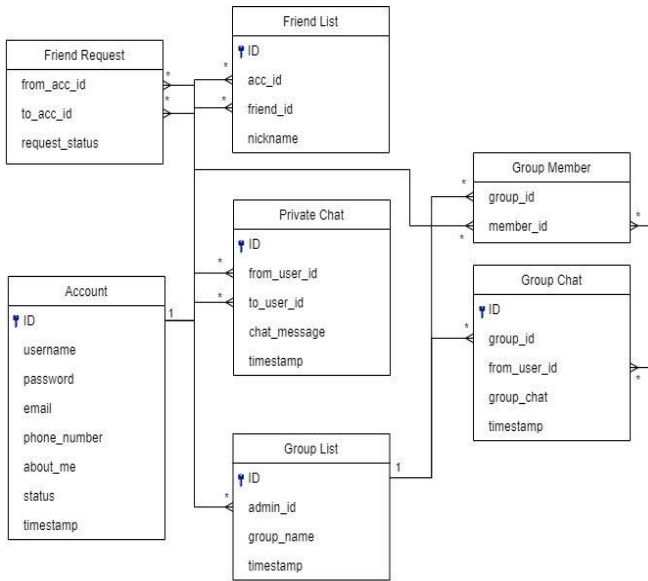 Friend List
ID
acc_id
friend_id
nickname
Friend Request
from_acc_id
to_acc_id
request_status
*
*
*
*
Group Member
group_id
member_id
*
*
*
Private Chat
ID
from_user_id
to_user_id
chat_message
timestamp
*
*
Group Chat
ID
group_id
from_user_id
group_chat
timestamp
*
*
Account
ID
username
password
email
phone_number
about_me
status
timestamp
1
Group List
ID
admin_id
group_name
timestamp
1
*